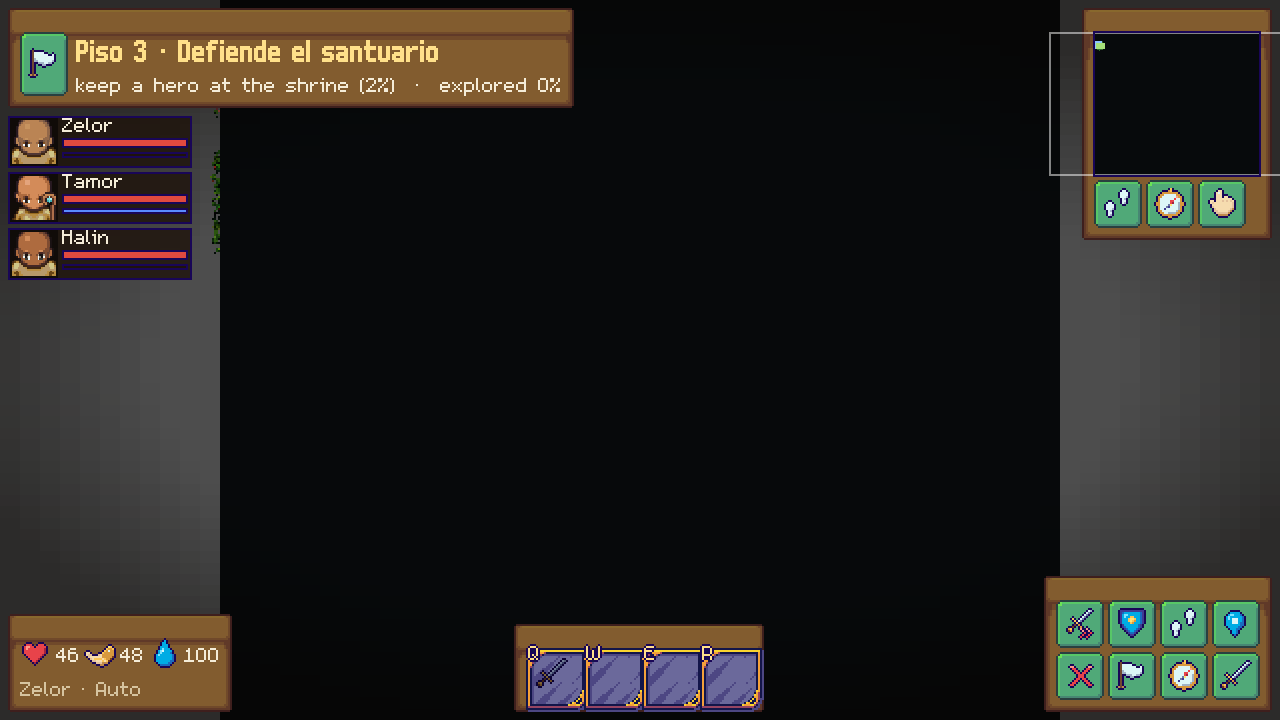 Piso 3 · Defiende el santuario
keep a hero at the shrine (2%) · explored 0%
Zelor
Tamor
Halin
46 48 100
Zelor · Auto
Q W E R